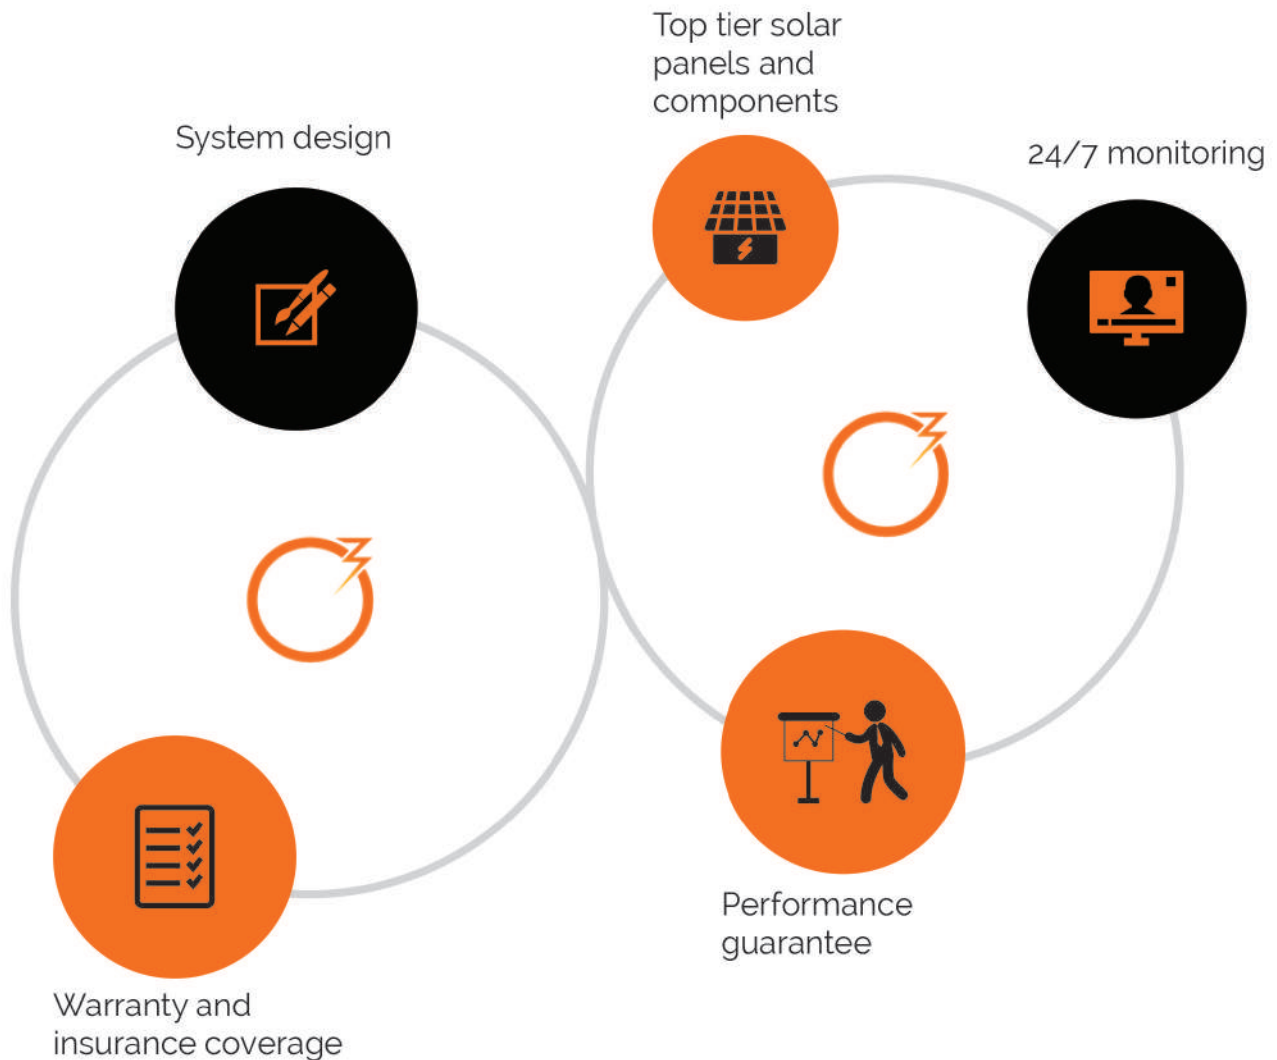 Top tier solar
panels and
components
System design
24/7 monitoring
Performance
guarantee
Warranty and
insurance coverage